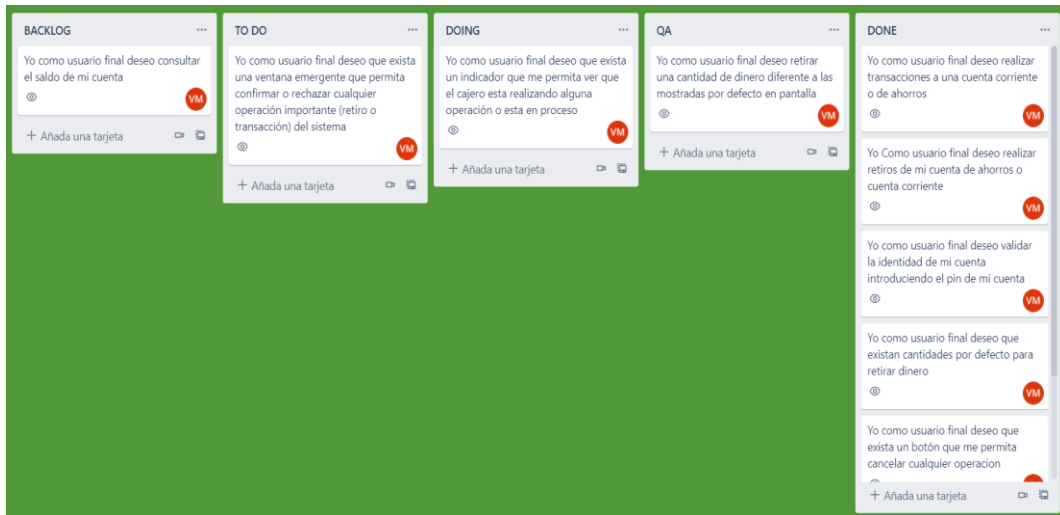 BACKLOG
Yo como usuario final deseo consultar
el saldo de mi cuenta
VM
+ Añada una tarjeta
TO DO
Yo como usuario final deseo que exista
una ventana emergente que permita
confirmar o rechazar cualquier
operación importante (retiro o
transacción) del sistema
VM
+ Añada una tarjeta
DOING
Yo como usuario final deseo que exista
un indicador que me permita ver que
el cajero esta realizando alguna
operación o esta en proceso
VM
+ Añada una tarjeta
QA
Yo como usuario final deseo retirar
una cantidad de dinero diferente a las
mostradas por defecto en pantalla
VM
+ Añada una tarjeta
DONE
Yo como usuario final deseo realizar
transacciones a una cuenta corriente
o de ahorros
VM
Yo Como usuario final deseo realizar
retiros de mi cuenta de ahorros o
cuenta corriente
VM
Yo como usuario final deseo validar
la identidad de mi cuenta
introduciendo el pin de mi cuenta
VM
Yo como usuario final deseo que
existan cantidades por defecto para
retirar dinero
VM
Yo como usuario final deseo que
exista un botón que me permita
cancelar cualquier operacion
+ Añada una tarjeta